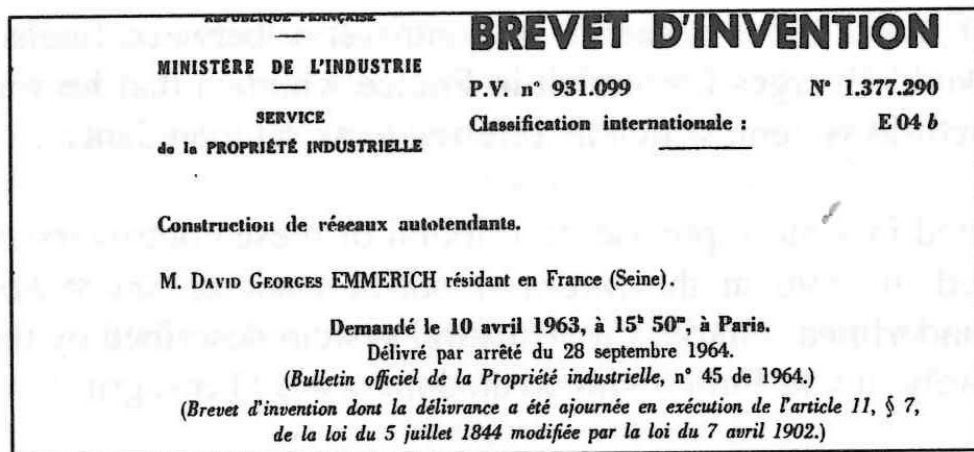 RÉPUBLIQUE FRANÇAISE
MINISTÈRE DE L'INDUSTRIE
SERVICE
de la PROPRIÉTÉ INDUSTRIELLE
BREVET D'INVENTION
P.V. n° 931.099 N° 1.377.290
Classification internationale : E 04 b
Construction de réseaux autotendants.
M. DAVID GEORGES EMMERICH résidant en France (Seine).
Demandé le 10 avril 1963, à 15ʰ 50ᵐ, à Paris.
Délivré par arrêté du 28 septembre 1964.
(Bulletin officiel de la Propriété industrielle, n° 45 de 1964.)
(Brevet d'invention dont la délivrance a été ajournée en exécution de l'article 11, § 7,
de la loi du 5 juillet 1844 modifiée par la loi du 7 avril 1902.)